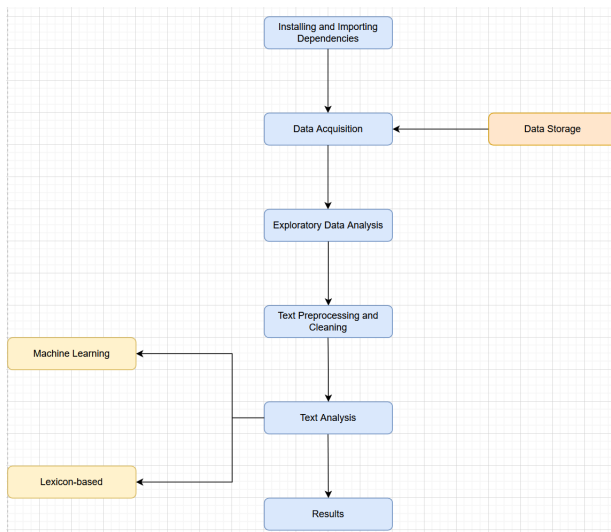 Installing and Importing
Dependencies
Data Acquisition
Data Storage
Exploratory Data Analysis
Text Preprocessing and
Cleaning
Machine Learning
Text Analysis
Lexicon-based
Results